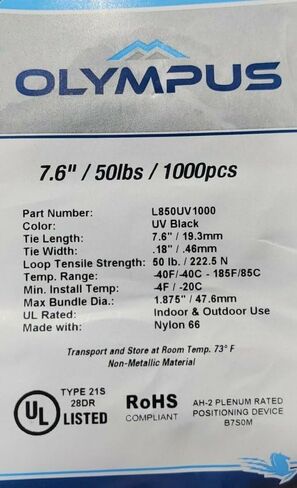 OLYMPUS
7.6" / 50lbs / 1000pcs
Part Number: L850UV1000
Color: UV Black
Tie Length: 7.6" / 19.3mm
Tie Width: .18" / .46mm
Loop Tensile Strength: 50 lb. / 222.5 N
Temp. Range: -40F/-40C - 185F/85C
Min. Install Temp: -4F / -20C
Max Bundle Dia.: 1.875" / 47.6mm
UL Rated: Indoor & Outdoor Use
Made with: Nylon 66
Transport and Store at Room Temp. 73° F
Non-Metallic Material
UL TYPE 21S
28DR
LISTED
RoHS
COMPLIANT
AH-2 PLENUM RATED
POSITIONING DEVICE
B7S0M